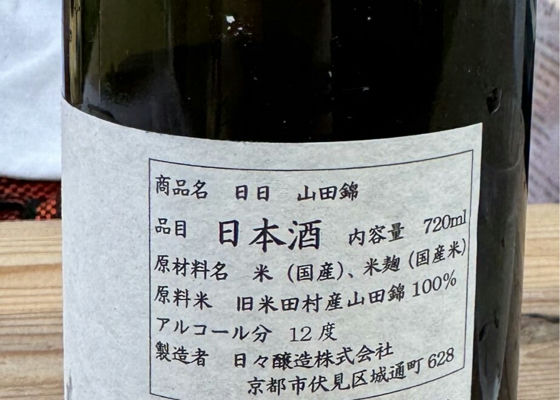 商品名 日日 山田錦
品目 日本酒 内容量 720ml
原材料名 米（国産）、米麹（国産米）
原料米 旧米田村産山田錦 100%
アルコール分 12度
製造者 日々醸造株式会社
京都市伏見区城通町 628